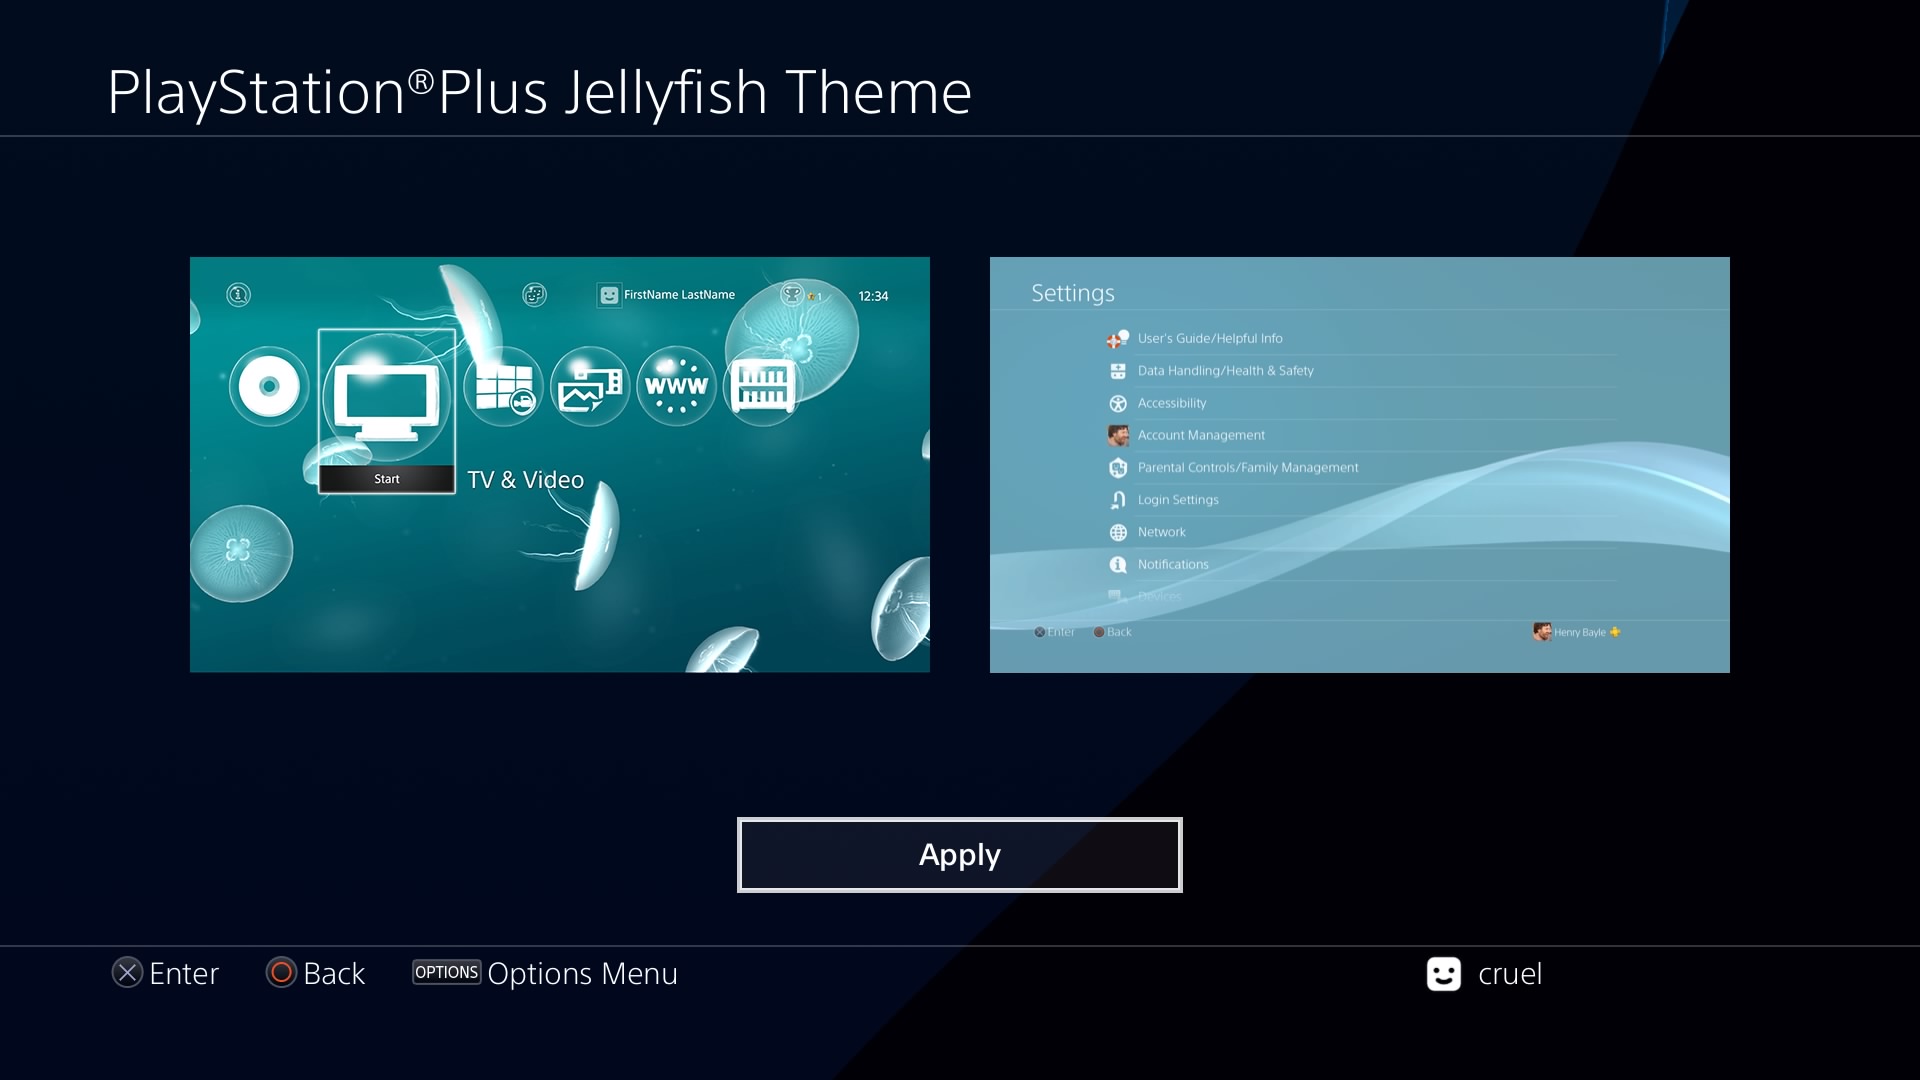 PlayStation®Plus Jellyfish Theme
FirstName LastName
1
12:34
WWW
Start
TV & Video
Settings
User's Guide/Helpful Info
Data Handling/Health & Safety
Accessibility
Account Management
Parental Controls/Family Management
Login Settings
Network
Notifications
Devices
Enter
Back
Henry Bayle
Apply
Enter
Back
OPTIONS Options Menu
cruel